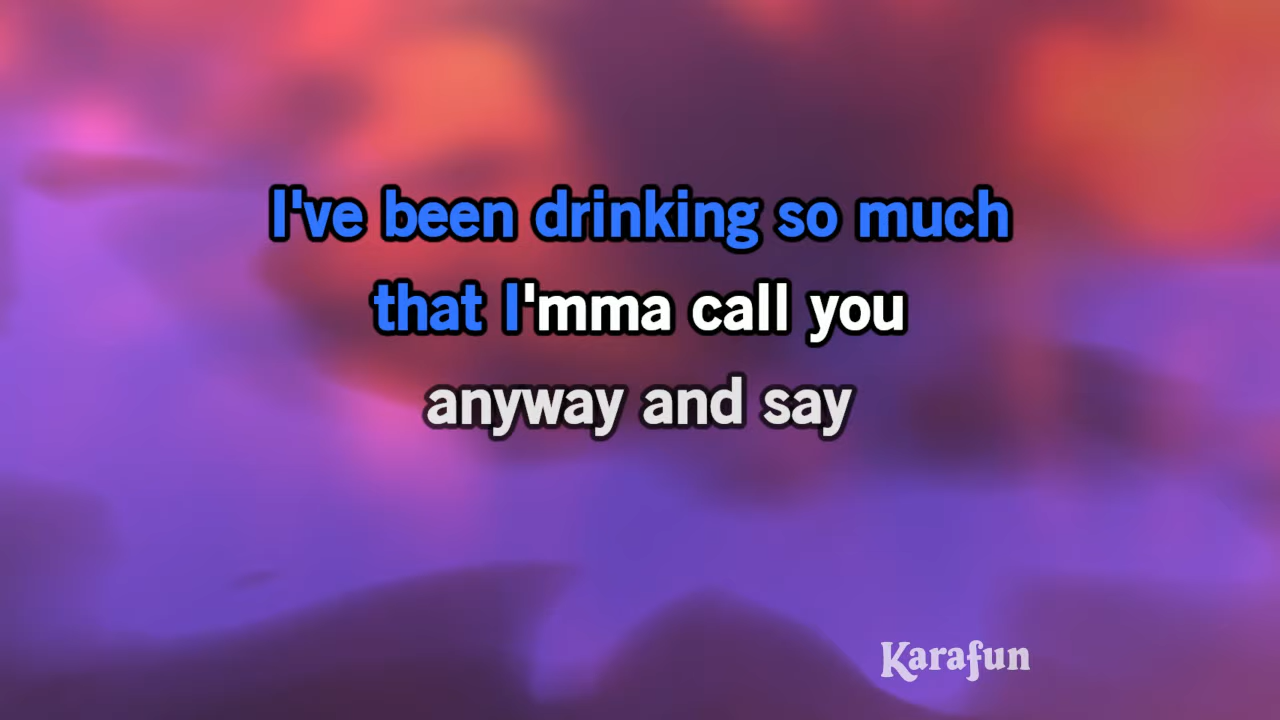 I've been drinking so much
that I'mma call you
anyway and say
Karafun